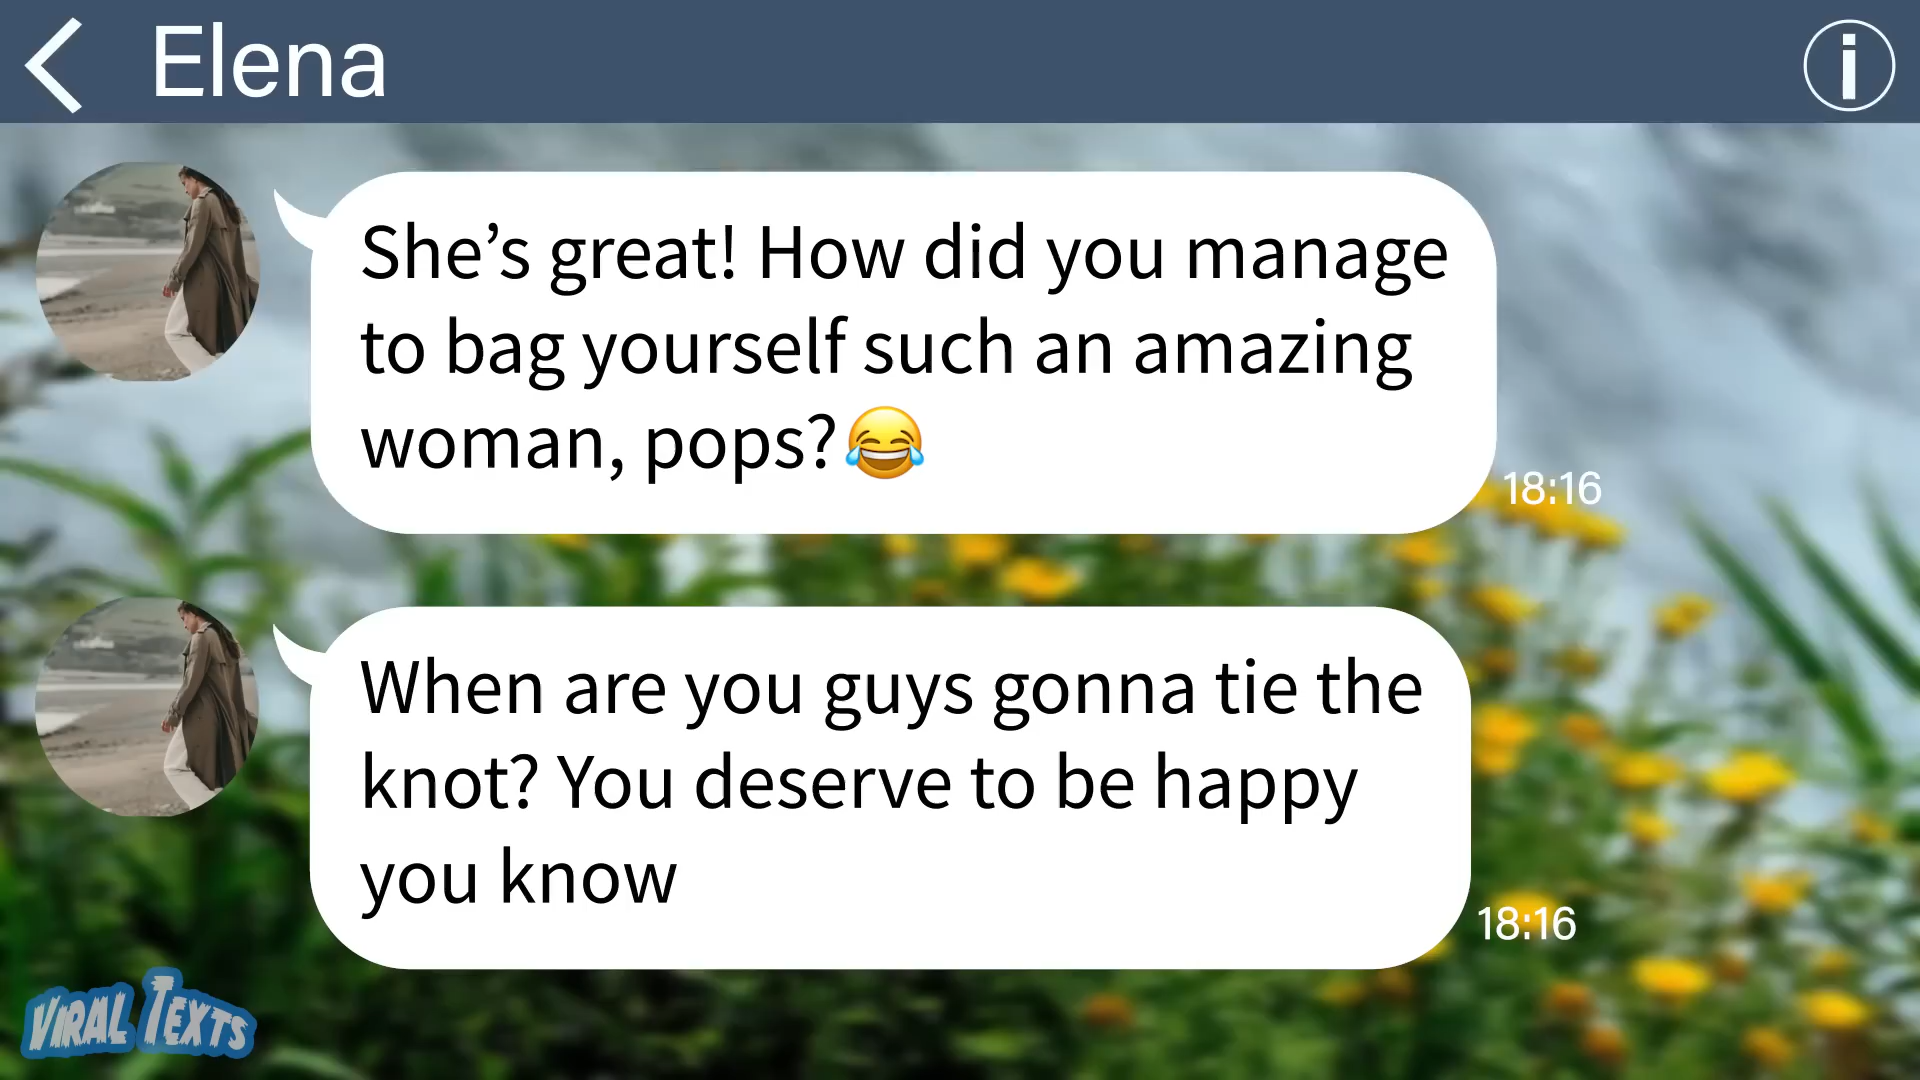 Elena
She’s great! How did you manage
to bag yourself such an amazing
woman, pops?😂
18:16
When are you guys gonna tie the
knot? You deserve to be happy
you know
18:16
VIRAL TEXTS